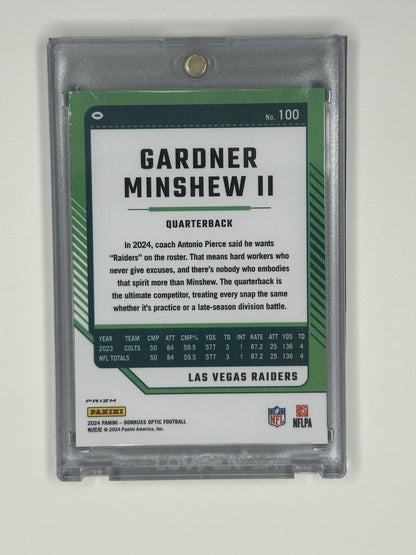 No. 100
GARDNER
MINSHEW II
QUARTERBACK
In 2024, coach Antonio Pierce said he wants
“Raiders” on the roster. That means hard workers who
never give excuses, and there's nobody who embodies
that spirit more than Minshew. The quarterback is
the ultimate competitor, treating every snap the same
whether it's practice or a late-season division battle.
YEAR TEAM CMP ATT CMP% YDS TD INT RATE ATT YDS TD
2023 COLTS 50 84 59.5 577 3 1 87.2 25 136 4
NFL TOTALS 50 84 59.5 577 3 1 87.2 25 136 4
LAS VEGAS RAIDERS
PRIZM
PANINI
NFL
NFLPA
2024 PANINI – DONRUSS OPTIC FOOTBALL
© 2024 Panini America, Inc.